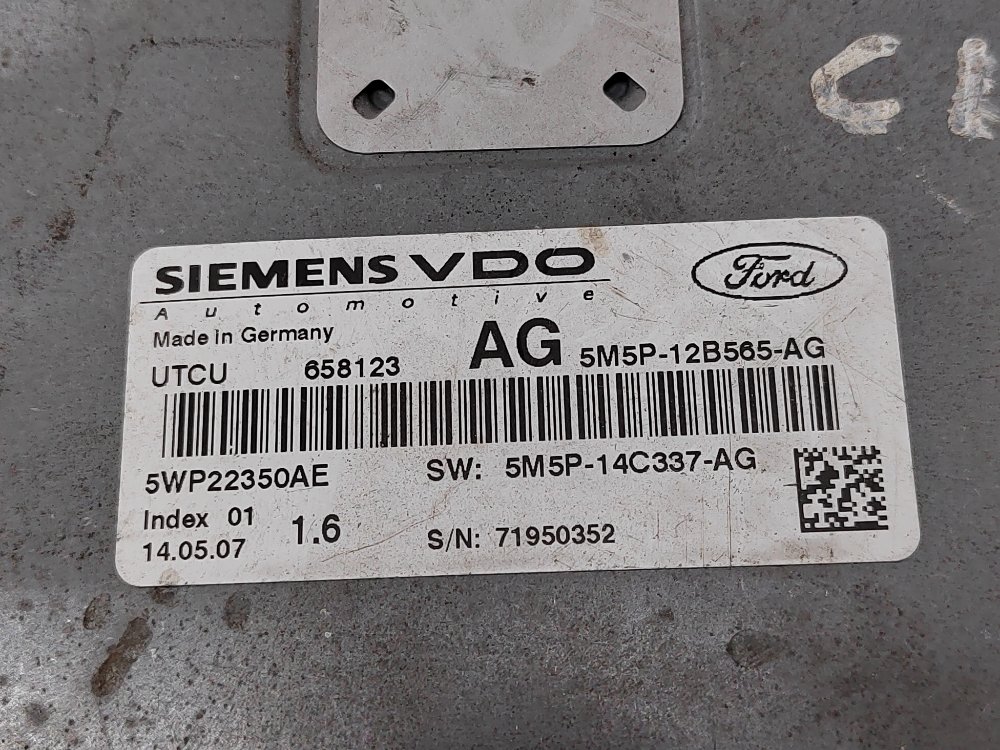 SIEMENS VDO
Automotive
Ford
Made in Germany
AG 5M5P-12B565-AG
UTCU 658123
5WP22350AE SW: 5M5P-14C337-AG
Index 01
1.6
14.05.07
S/N: 71950352